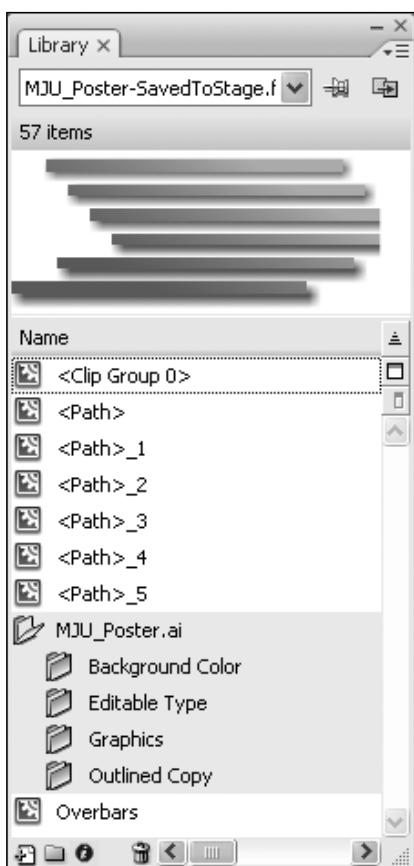 Library
MJU_Poster-SavedToStage.f
57 items
Name
<Clip Group 0>
<Path>
<Path>_1
<Path>_2
<Path>_3
<Path>_4
<Path>_5
MJU_Poster.ai
Background Color
Editable Type
Graphics
Outlined Copy
Overbars